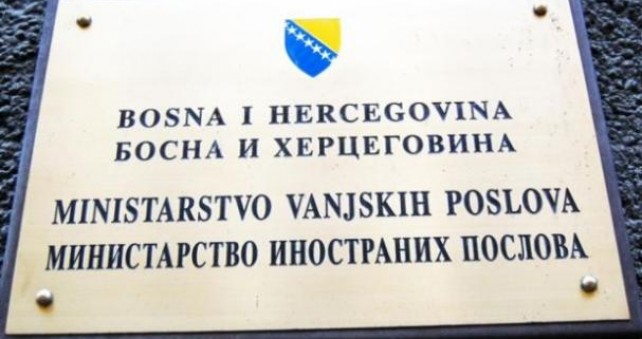 BOSNA I HERCEGOVINA
БОСНА И ХЕРЦЕГОВИНА
MINISTARSTVO VANJSKIH POSLOVA
МИНИСТАРСТВО ИНОСТРАНИХ ПОСЛОВА